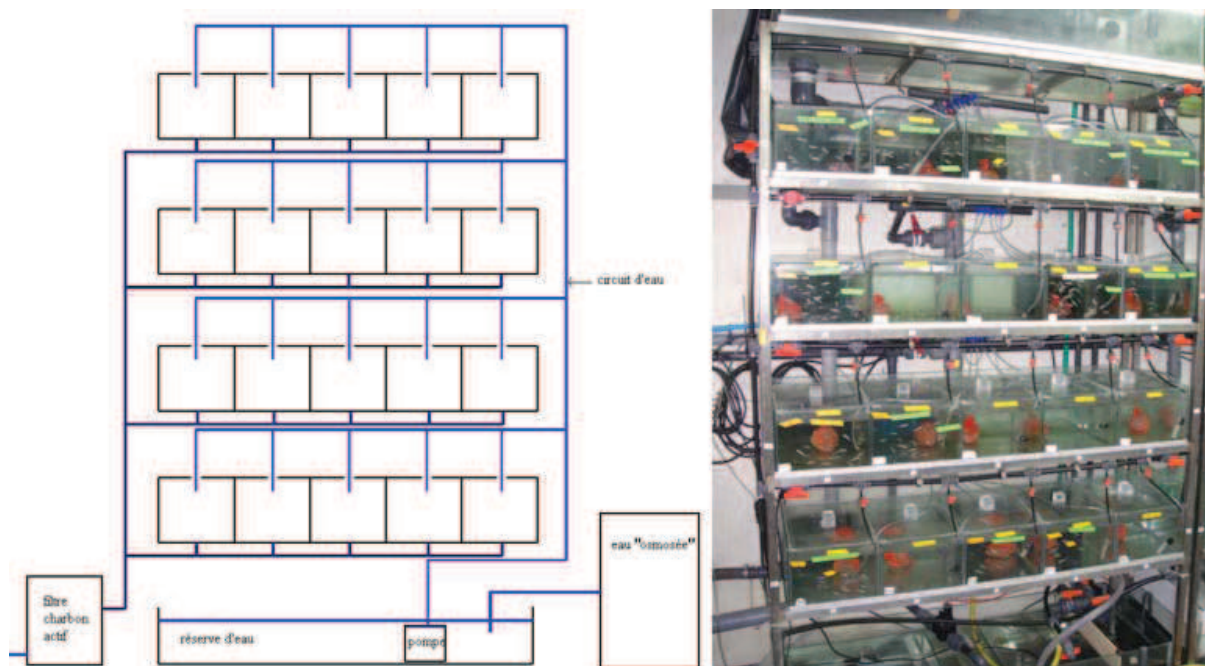 circuit d'eau
eau "osmosée"
filtre
charbon
actif
réserve d'eau
pompe